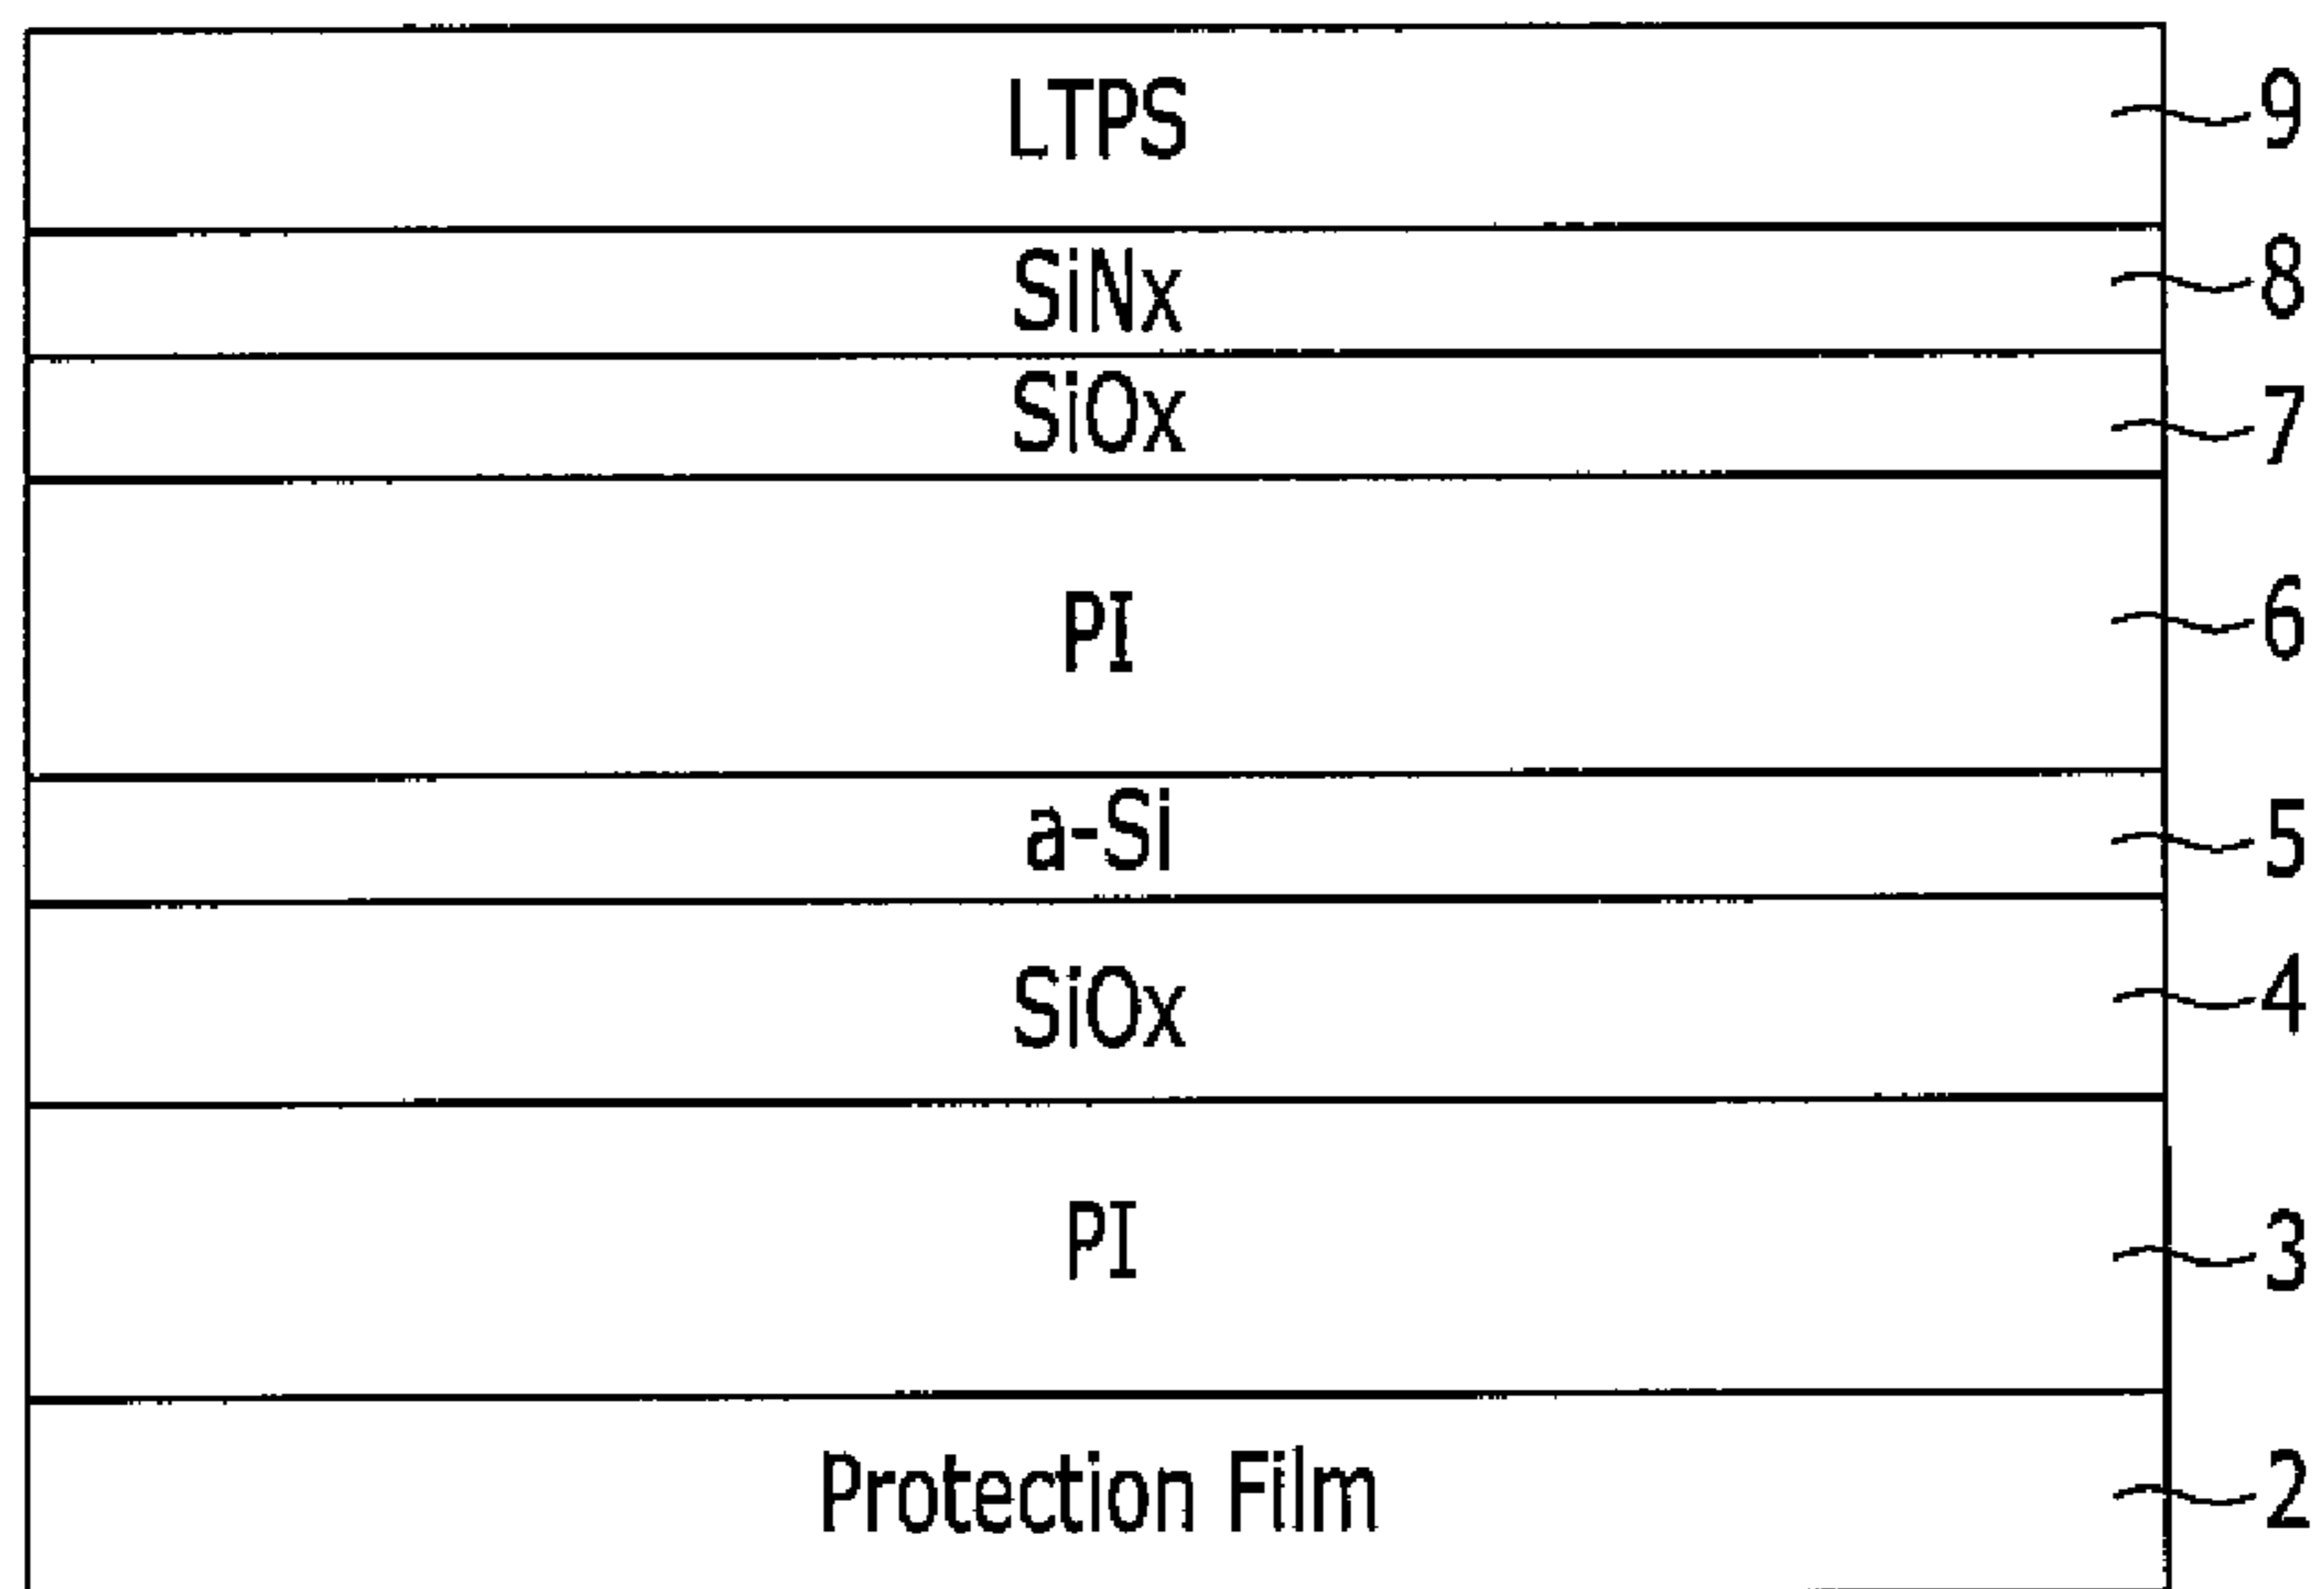 LTPS 9
SiNx 8
SiOx 7
PI 6
a-Si 5
SiOx 4
PI 3
Protection Film 2